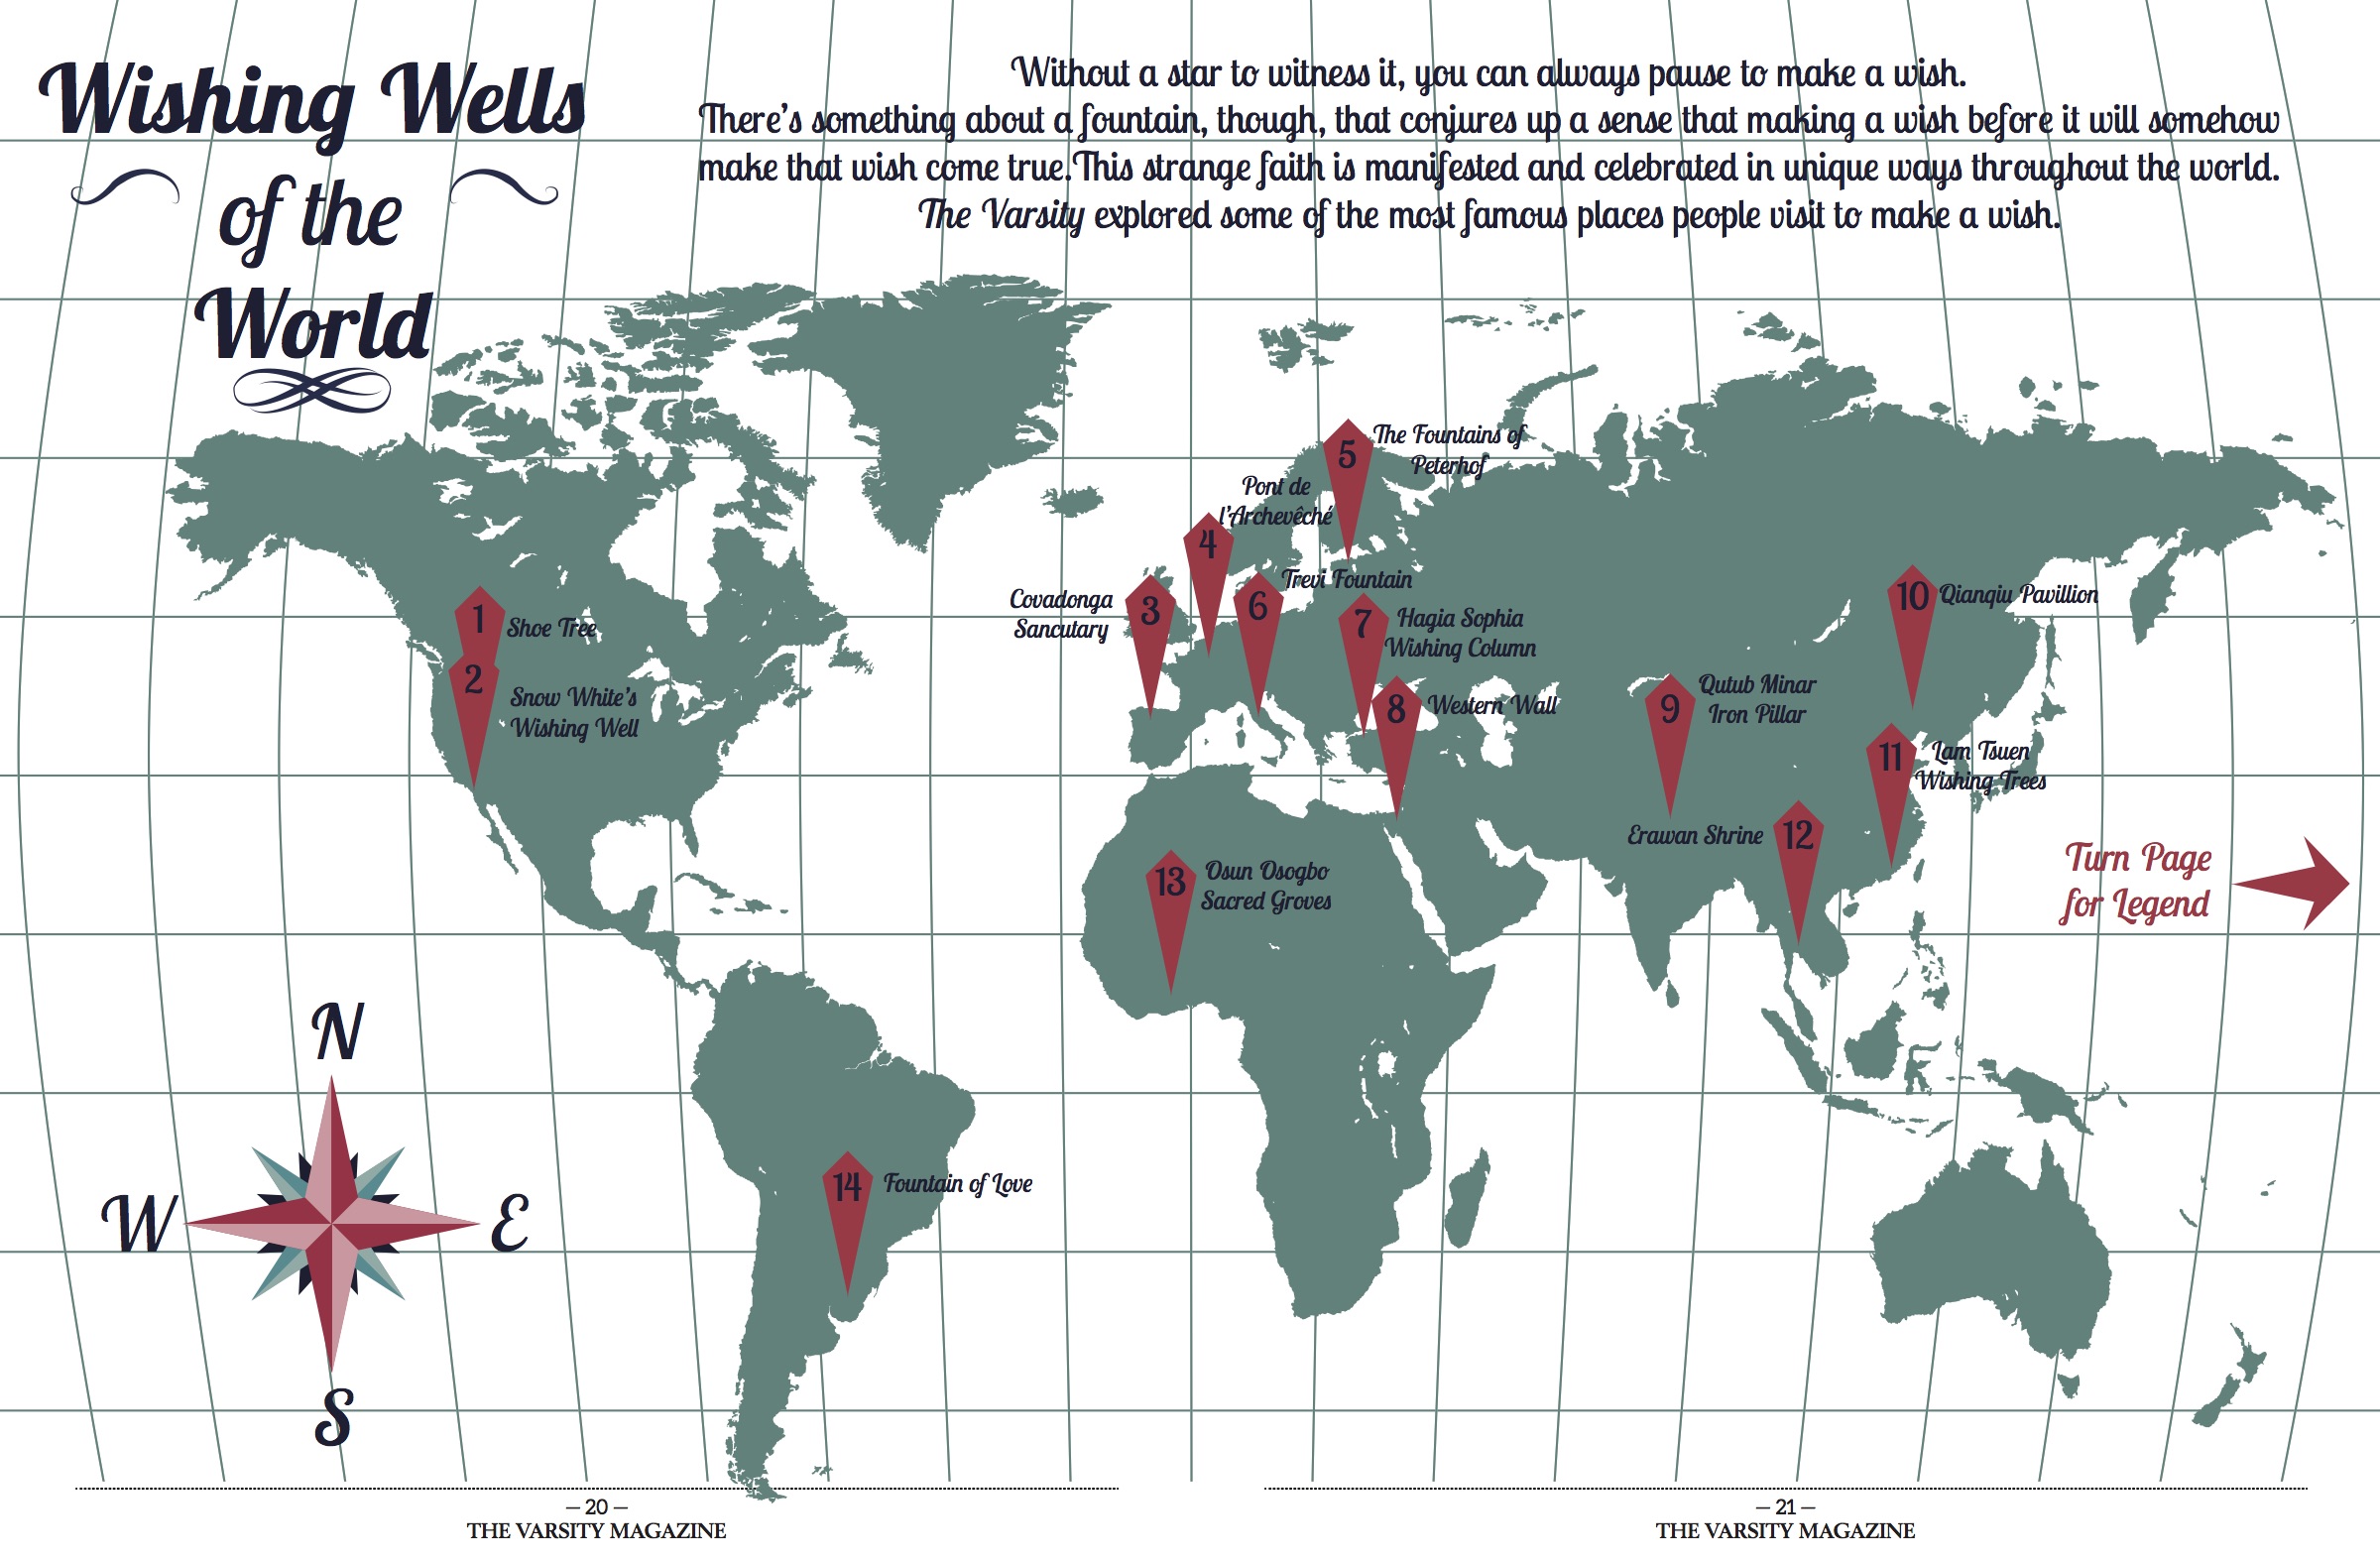 Wishing Wells
of the
World
Without a star to witness it, you can always pause to make a wish.
There's something about a fountain, though, that conjures up a sense that making a wish before it will somehow
make that wish come true.This strange faith is manifested and celebrated in unique ways throughout the world.
The Varsity explored some of the most famous places people visit to make a wish.
1
Shoe Tree
2
Snow White's
Wishing Well
3
Covadonga
Sancutary
4
Pont de
l'Archevêché
5
The Fountains of
Peterhof
6
Trevi Fountain
7
Hagia Sophia
Wishing Column
8
Western Wall
9
Qutub Minar
Iron Pillar
10
Qianqiu Pavillion
11
Lam Tsuen
Wishing Trees
12
Erawan Shrine
13
Osun Osogbo
Sacred Groves
14
Fountain of Love
Turn Page
for Legend
N
W
E
S
— 20 —
THE VARSITY MAGAZINE
— 21 —
THE VARSITY MAGAZINE